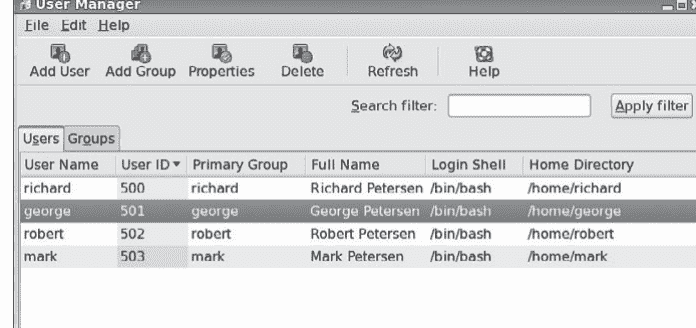 User Manager
File Edit Help
Add User Add Group Properties Delete Refresh Help
Search filter: Apply filter
Users Groups
User Name User ID Primary Group Full Name Login Shell Home Directory
richard 500 richard Richard Petersen /bin/bash /home/richard
george 501 george George Petersen /bin/bash /home/george
robert 502 robert Robert Petersen /bin/bash /home/robert
mark 503 mark Mark Petersen /bin/bash /home/mark